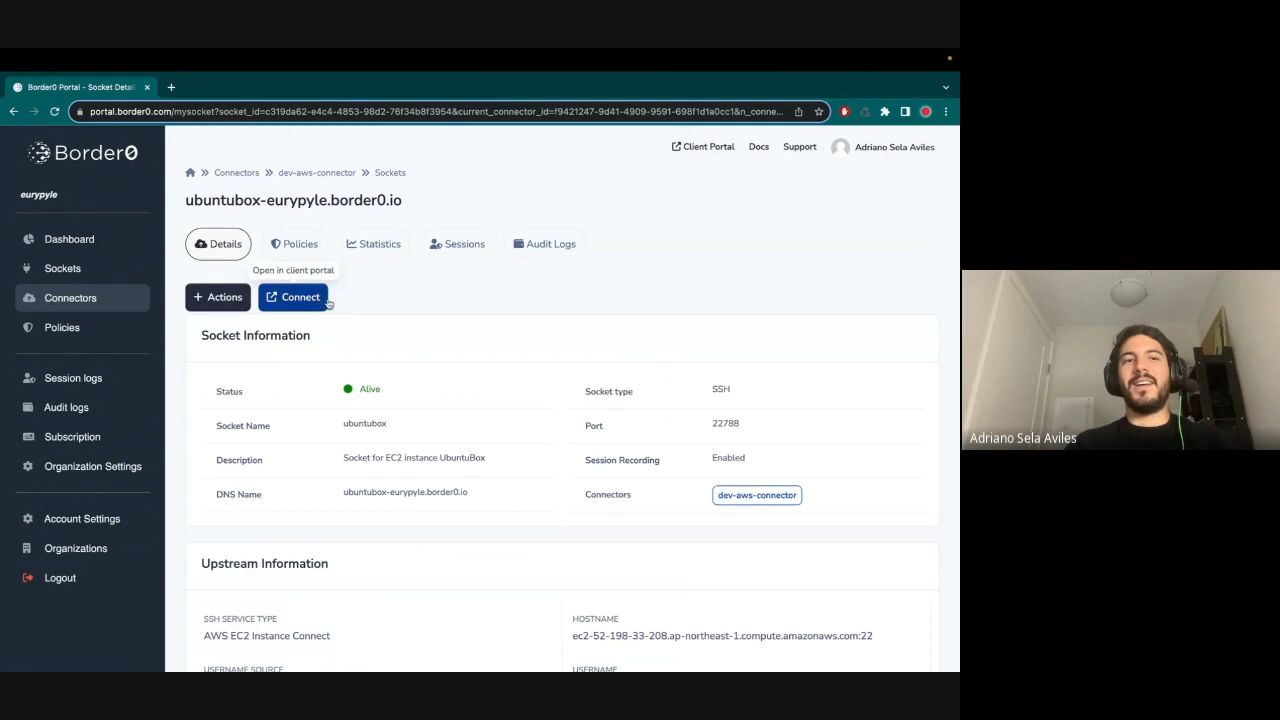 Border0 Portal - Socket Detail
portal.border0.com/mysocket?socket_id=c319da62-e4c4-4853-98d2-76f34b8f3954&current_connector_id=f9421247-9d41-4909-9591-698f1d1a0cc1&n_conne...
Border0
Client Portal
Docs
Support
Adriano Sela Aviles
eurypyle
Connectors
dev-aws-connector
Sockets
ubuntubox-eurypyle.border0.io
Dashboard
Sockets
Connectors
Policies
Session logs
Audit logs
Subscription
Organization Settings
Account Settings
Organizations
Logout
Details
Policies
Statistics
Sessions
Audit Logs
Open in client portal
+ Actions
Connect
Socket Information
Status
Alive
Socket type
SSH
Socket Name
ubuntubox
Port
22788
Description
Socket for EC2 instance UbuntuBox
Session Recording
Enabled
DNS Name
ubuntubox-eurypyle.border0.io
Connectors
dev-aws-connector
Upstream Information
SSH SERVICE TYPE
AWS EC2 Instance Connect
HOSTNAME
ec2-52-198-33-208.ap-northeast-1.compute.amazonaws.com:22
USERNAME SOURCE
USERNAME
Adriano Sela Aviles